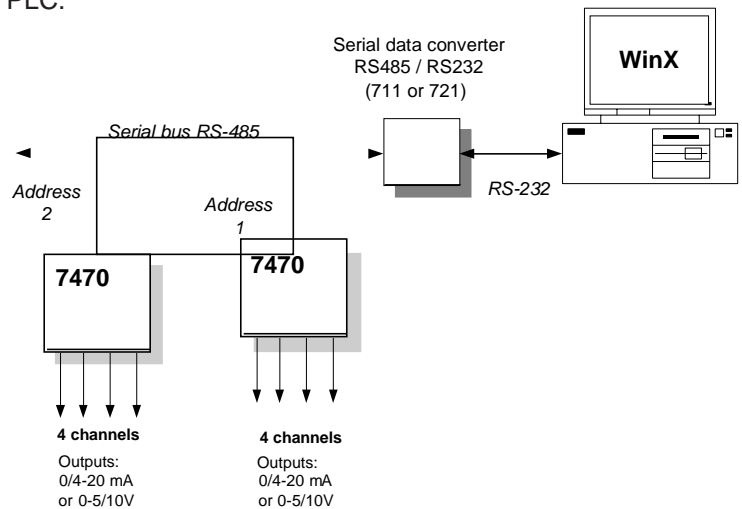 PLC.
Serial data converter
RS485 / RS232
(711 or 721)
WinX
Serial bus RS-485
RS-232
Address
2
Address
1
7470
7470
4 channels
Outputs:
0/4-20 mA
or 0-5/10V
4 channels
Outputs:
0/4-20 mA
or 0-5/10V